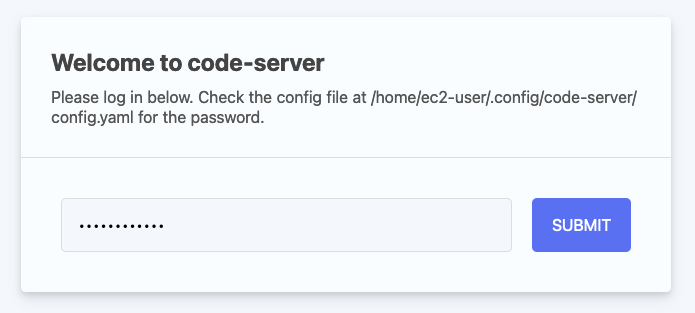 Welcome to code-server
Please log in below. Check the config file at /home/ec2-user/.config/code-server/
config.yaml for the password.
••••••••••••
SUBMIT